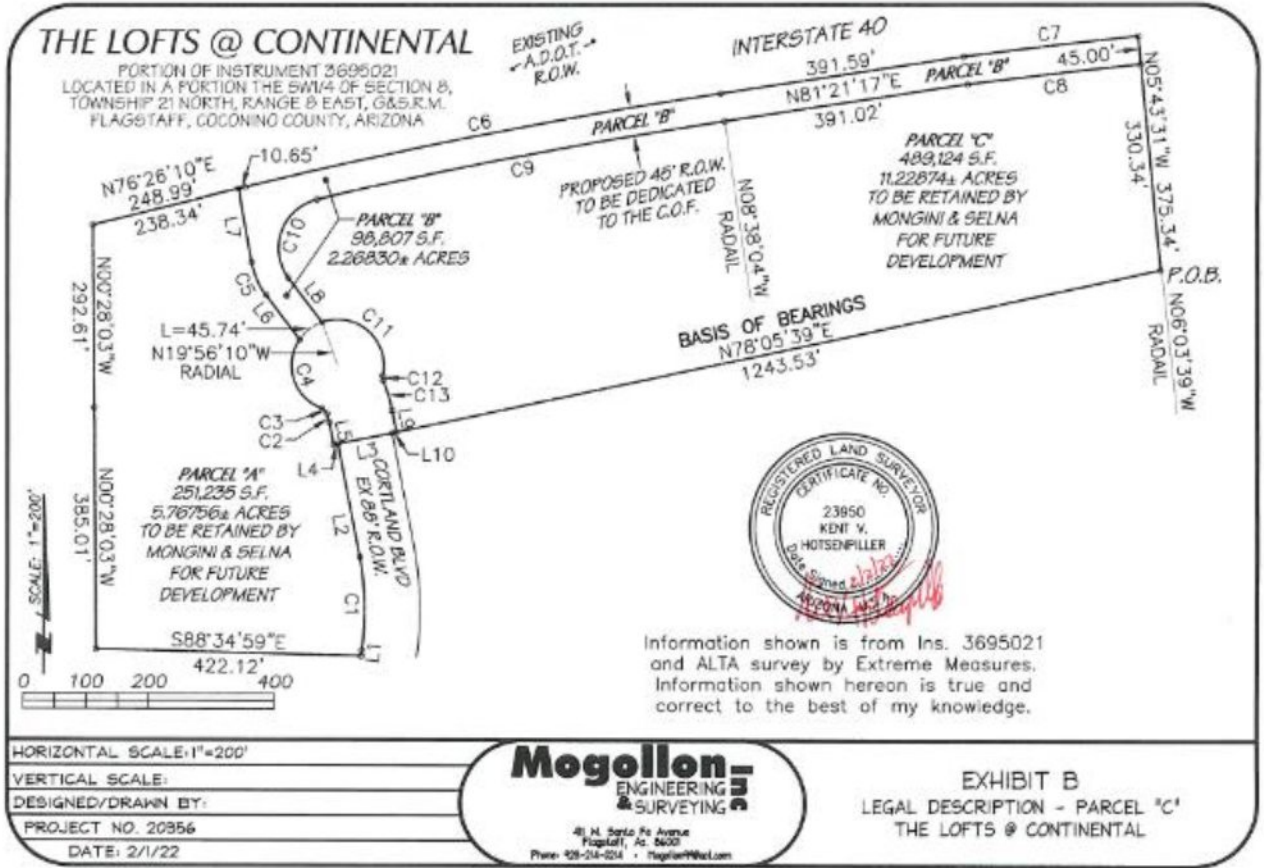 THE LOFTS @ CONTINENTAL
PORTION OF INSTRUMENT 3695021
LOCATED IN A PORTION THE SW1/4 OF SECTION 8,
TOWNSHIP 21 NORTH, RANGE 8 EAST, G&S.R.M.
FLAGSTAFF, COCONINO COUNTY, ARIZONA
EXISTING
A.D.O.T.
R.O.W.
INTERSTATE 40
C7
391.59'
PARCEL "B"
45.00'
N81°21'17"E
391.02'
C8
C6
PARCEL "B"
C9
N05°43'31"W 375.34'
330.34'
10.65'
N76°26'10"E
248.99'
238.34'
L7
C10
PARCEL "B"
98,807 S.F.
2.26830± ACRES
PROPOSED 45' R.O.W.
TO BE DEDICATED
TO THE C.O.F.
N08°38'04"W
RADAIL
PARCEL "C"
489,124 S.F.
11.22874± ACRES
TO BE RETAINED BY
MONGINI & SELNA
FOR FUTURE
DEVELOPMENT
P.O.B.
N06°03'39"W
RADAIL
N00°28'03"W
292.61'
C5
L6
L8
L=45.74'
N19°56'10"W
RADIAL
C11
C4
C12
C13
C3
C2
L5
L9
L4
L3
L10
BASIS OF BEARINGS
N78°05'39"E
1243.53'
N00°28'03"W
385.01'
PARCEL "A"
251,235 S.F.
5.76756± ACRES
TO BE RETAINED BY
MONGINI & SELNA
FOR FUTURE
DEVELOPMENT
L2
CORTLAND BLVD
EX 88' R.O.W.
C1
L1
S88°34'59"E
422.12'
SCALE: 1"=200'
N
0 100 200 400
REGISTERED LAND SURVEYOR
CERTIFICATE NO.
23950
KENT V.
HOTSENPILLER
Date Signed
ARIZONA U.S.A.
Information shown is from Ins. 3695021
and ALTA survey by Extreme Measures.
Information shown hereon is true and
correct to the best of my knowledge.
HORIZONTAL SCALE: 1"=200'
VERTICAL SCALE:
DESIGNED/DRAWN BY:
PROJECT NO. 20356
DATE: 2/1/22
Mogollon inc
ENGINEERING
& SURVEYING
411 N. Santa Fe Avenue
Flagstaff, Az. 86001
Phone: 928-214-0214 •
EXHIBIT B
LEGAL DESCRIPTION - PARCEL "C"
THE LOFTS @ CONTINENTAL